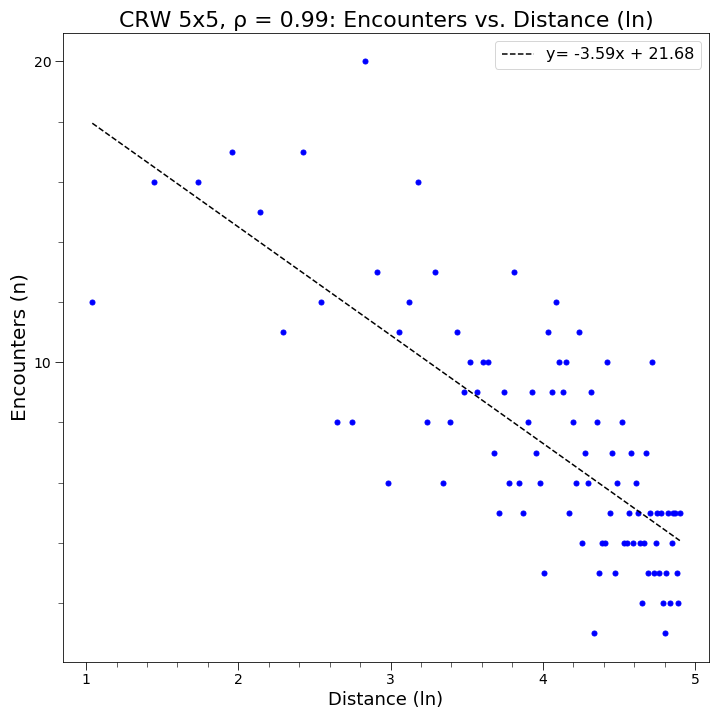 CRW 5x5, ρ = 0.99: Encounters vs. Distance (ln)
y= -3.59x + 21.68
20
10
Encounters (n)
1 2 3 4 5
Distance (ln)